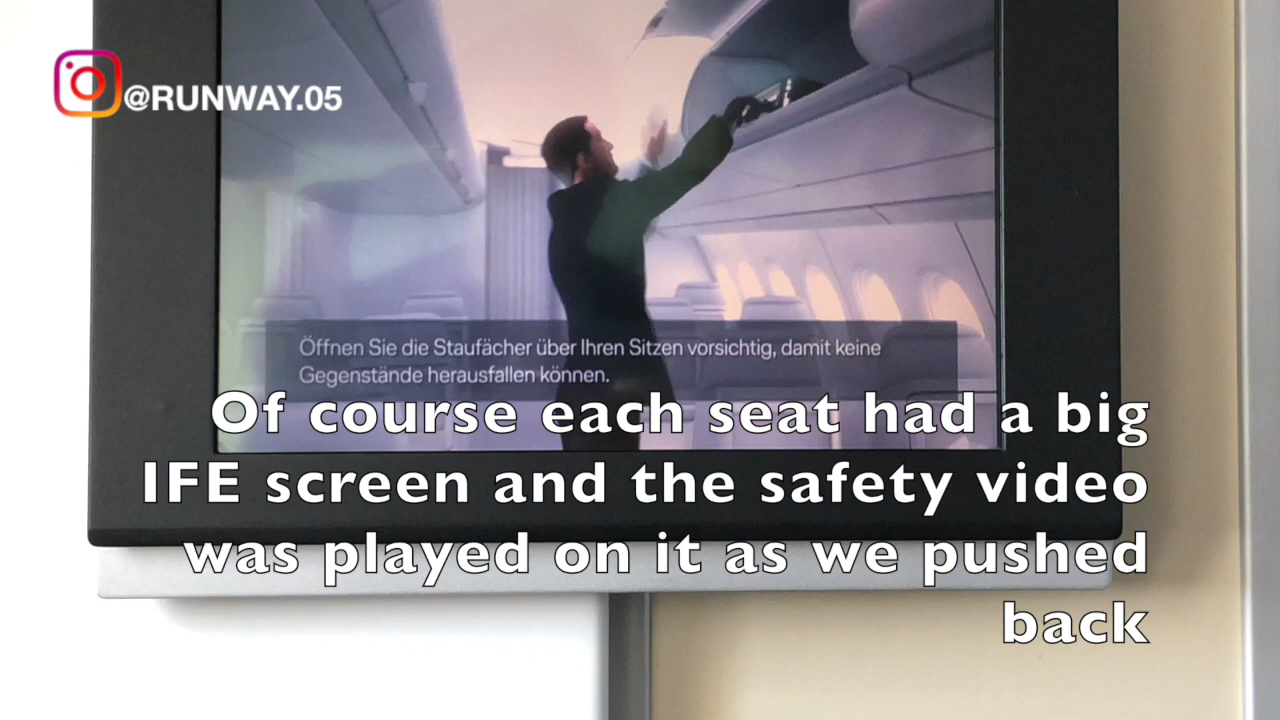 @RUNWAY.05
Öffnen Sie die Staufächer über Ihren Sitzen vorsichtig, damit keine
Gegenstände herausfallen können.
Of course each seat had a big
IFE screen and the safety video
was played on it as we pushed
back